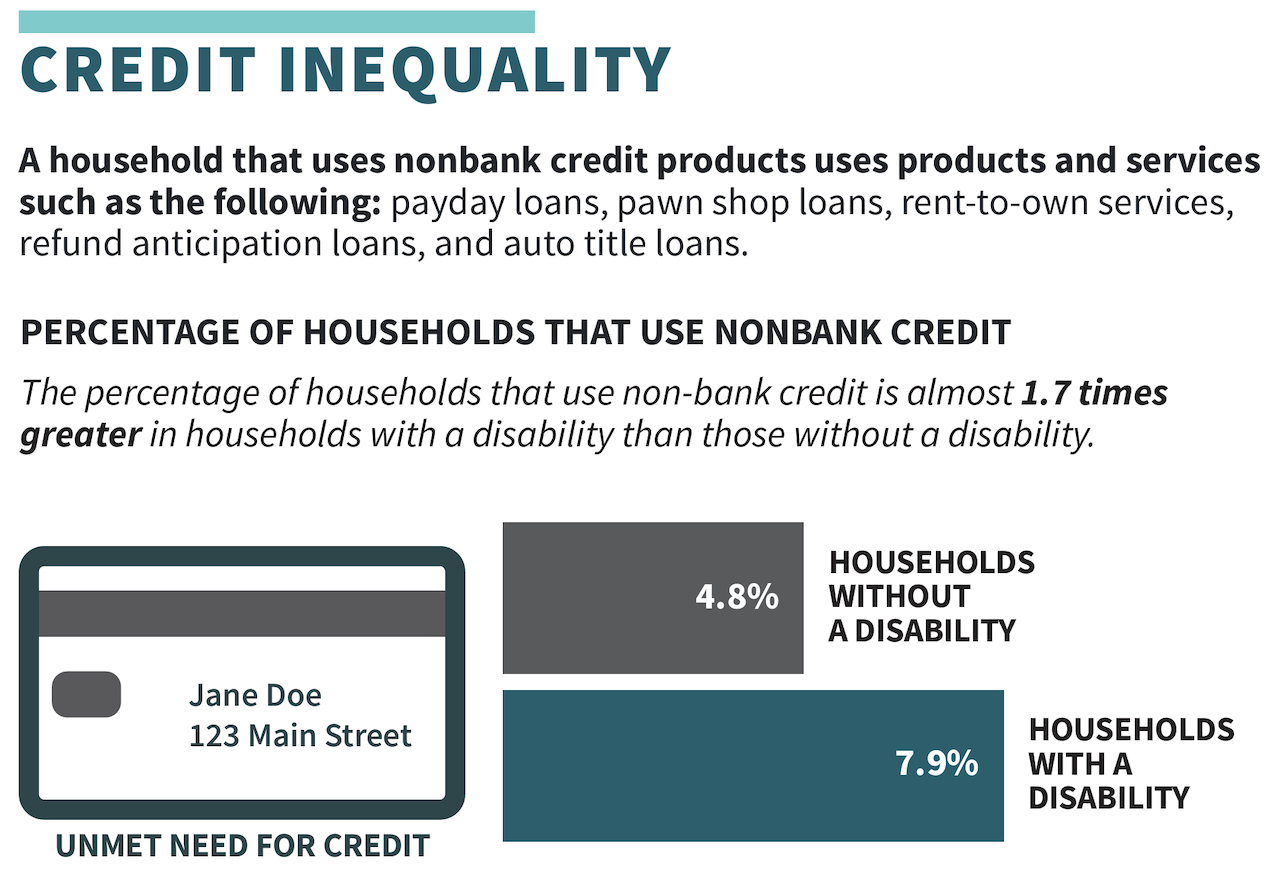 CREDIT INEQUALITY
A household that uses nonbank credit products uses products and services
such as the following: payday loans, pawn shop loans, rent-to-own services,
refund anticipation loans, and auto title loans.
PERCENTAGE OF HOUSEHOLDS THAT USE NONBANK CREDIT
The percentage of households that use non-bank credit is almost 1.7 times
greater in households with a disability than those without a disability.
Jane Doe
123 Main Street
UNMET NEED FOR CREDIT
4.8%
HOUSEHOLDS
WITHOUT
A DISABILITY
7.9%
HOUSEHOLDS
WITH A
DISABILITY